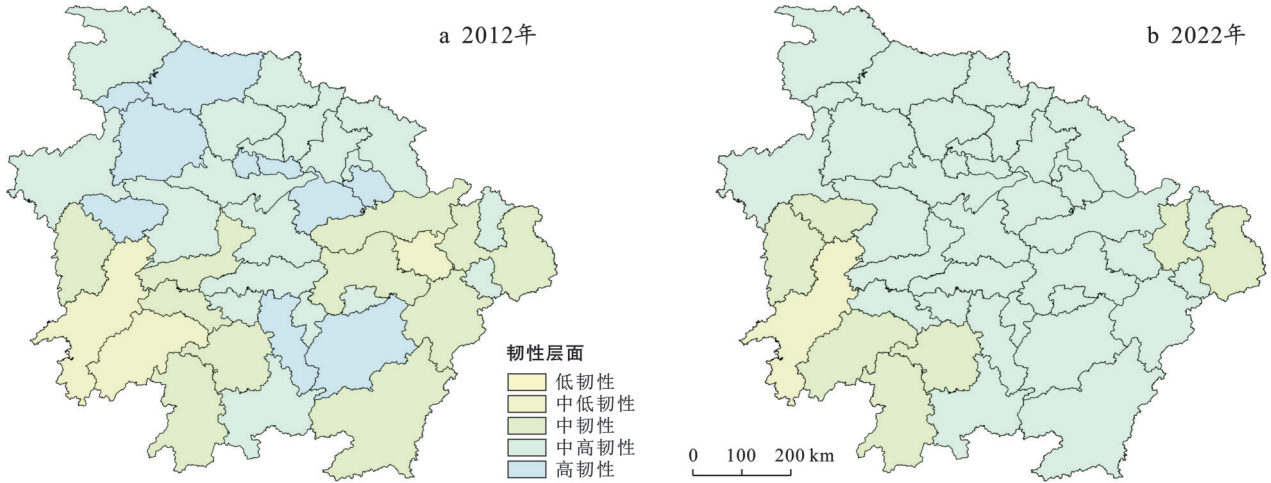 a 2012年
b 2022年
韧性层面
低韧性
中低韧性
中韧性
中高韧性
高韧性
0 100 200 km